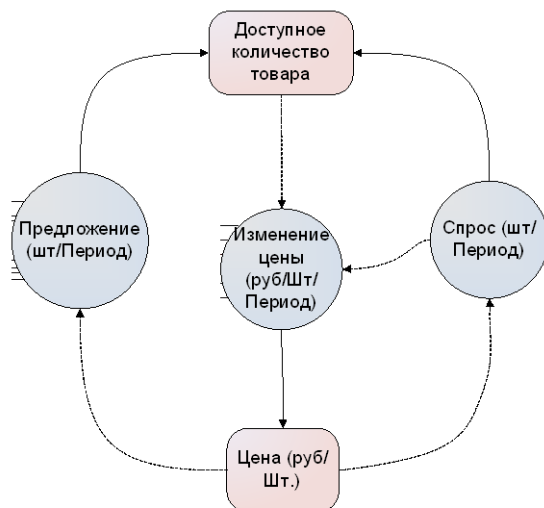 Доступное
количество
товара
Предложение
(шт/Период)
Изменение
цены
(руб/Шт/
Период)
Спрос (шт/
Период)
Цена (руб/
Шт.)